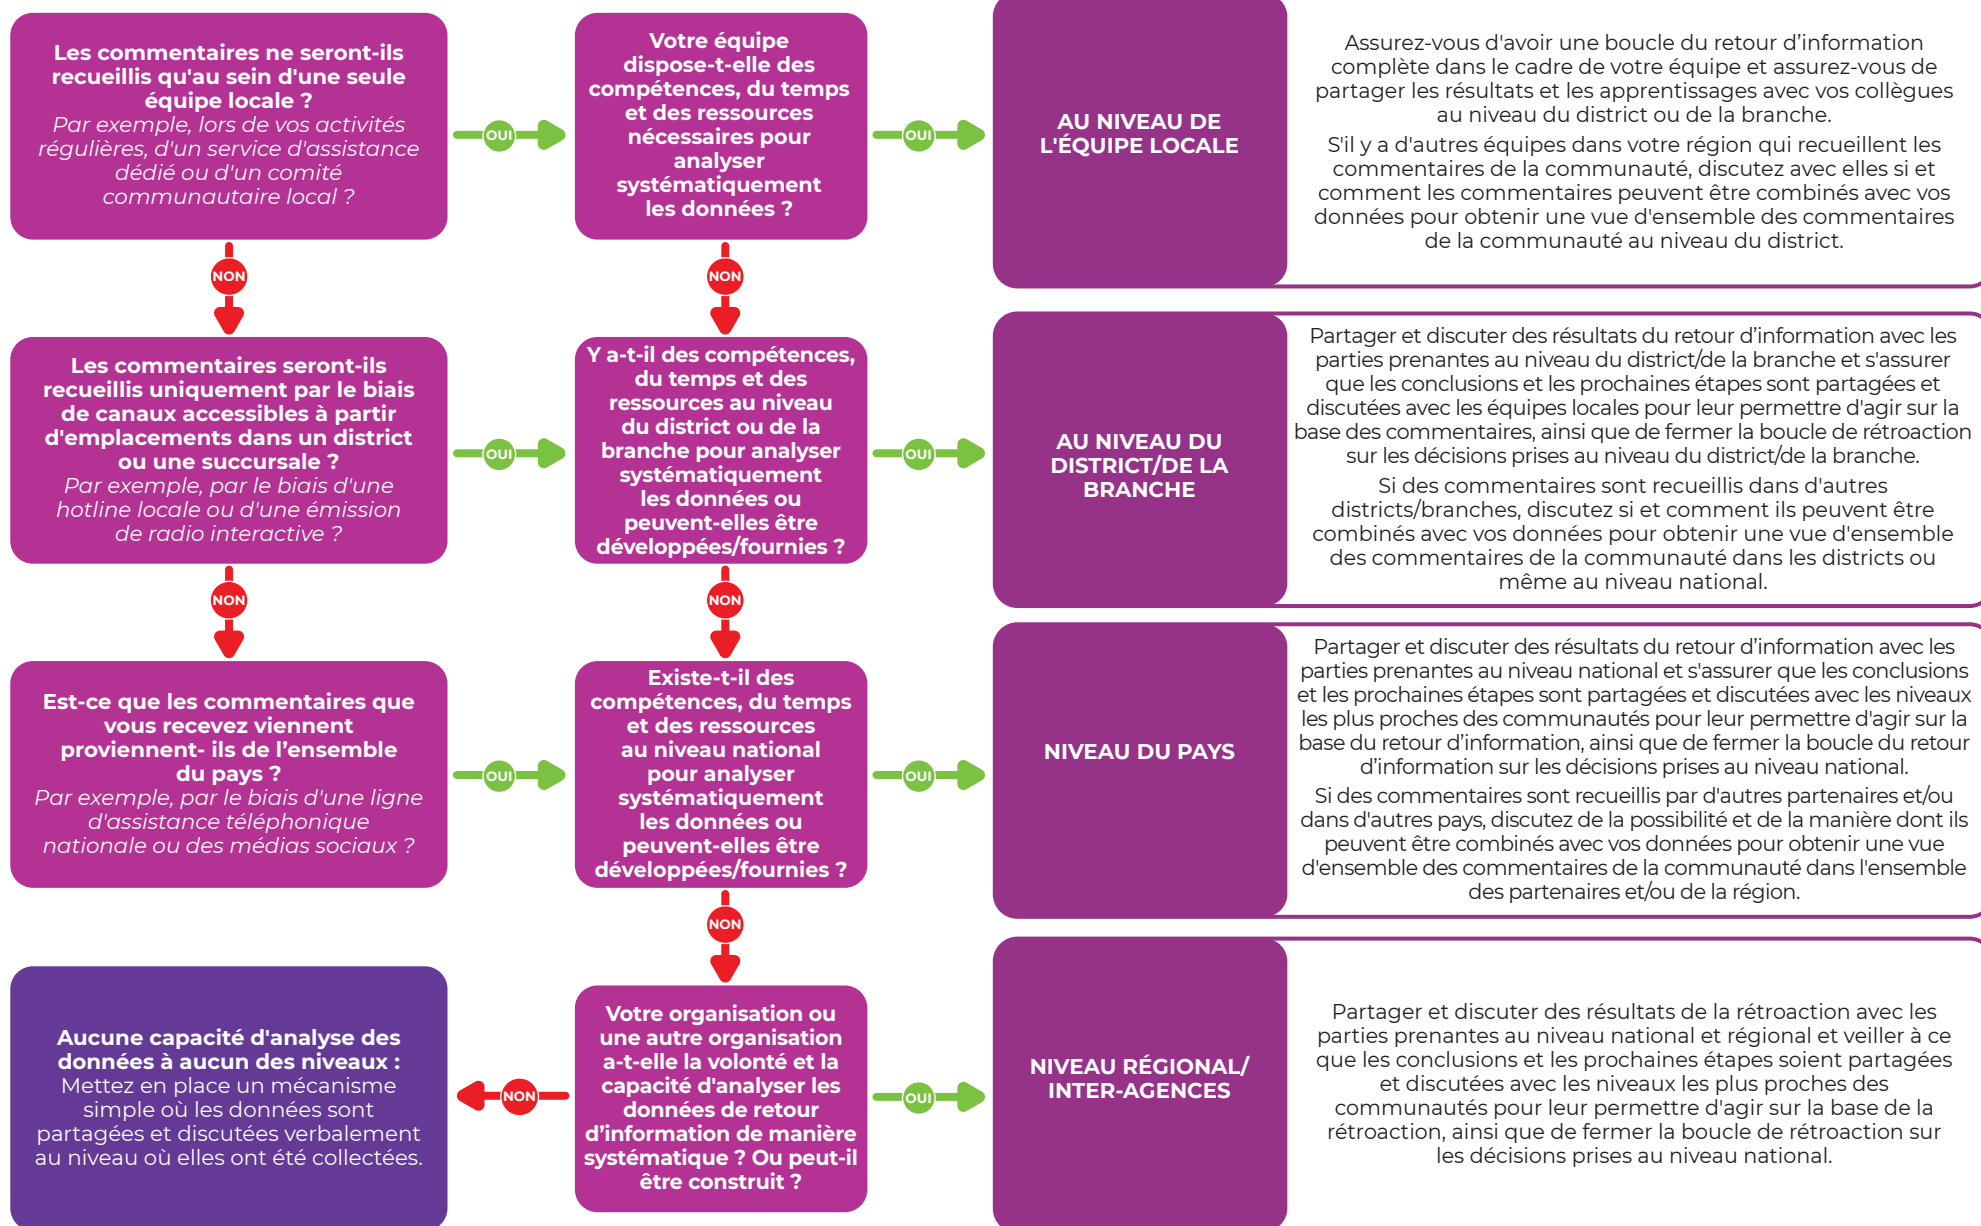 Les commentaires ne seront-ils
recueillis qu'au sein d'une seule
équipe locale ?
Par exemple, lors de vos activités
régulières, d'un service d'assistance
dédié ou d'un comité
communautaire local ?
OUI
Votre équipe
dispose-t-elle des
compétences, du temps
et des ressources
nécessaires pour
analyser
systématiquement
les données ?
OUI
AU NIVEAU DE
L'ÉQUIPE LOCALE
Assurez-vous d'avoir une boucle du retour d’information
complète dans le cadre de votre équipe et assurez-vous de
partager les résultats et les apprentissages avec vos collègues
au niveau du district ou de la branche.
S'il y a d'autres équipes dans votre région qui recueillent les
commentaires de la communauté, discutez avec elles si et
comment les commentaires peuvent être combinés avec vos
données pour obtenir une vue d'ensemble des commentaires
de la communauté au niveau du district.
NON
NON
Les commentaires seront-ils
recueillis uniquement par le biais
de canaux accessibles à partir
d'emplacements dans un district
ou une succursale ?
Par exemple, par le biais d'une
hotline locale ou d'une émission
de radio interactive ?
OUI
Y a-t-il des compétences,
du temps et des
ressources au niveau
du district ou de la
branche pour analyser
systématiquement
les données ou
peuvent-elles être
développées/fournies ?
OUI
AU NIVEAU DU
DISTRICT/DE LA
BRANCHE
Partager et discuter des résultats du retour d’information avec les
parties prenantes au niveau du district/de la branche et s'assurer
que les conclusions et les prochaines étapes sont partagées et
discutées avec les équipes locales pour leur permettre d'agir sur la
base des commentaires, ainsi que de fermer la boucle de rétroaction
sur les décisions prises au niveau du district/de la branche.
Si des commentaires sont recueillis dans d'autres
districts/branches, discutez si et comment ils peuvent être
combinés avec vos données pour obtenir une vue d'ensemble
des commentaires de la communauté dans les districts ou
même au niveau national.
NON
NON
Est-ce que les commentaires que
vous recevez viennent
proviennent- ils de l’ensemble
du pays ?
Par exemple, par le biais d'une ligne
d'assistance téléphonique
nationale ou des médias sociaux ?
OUI
Existe-t-il des
compétences, du temps
et des ressources
au niveau national
pour analyser
systématiquement
les données ou
peuvent-elles être
développées/fournies ?
OUI
NIVEAU DU PAYS
Partager et discuter des résultats du retour d’information avec les
parties prenantes au niveau national et s'assurer que les conclusions
et les prochaines étapes sont partagées et discutées avec les niveaux
les plus proches des communautés pour leur permettre d'agir sur la
base du retour d’information, ainsi que de fermer la boucle du retour
d’information sur les décisions prises au niveau national.
Si des commentaires sont recueillis par d'autres partenaires et/ou
dans d'autres pays, discutez de la possibilité et de la manière dont ils
peuvent être combinés avec vos données pour obtenir une vue
d'ensemble des commentaires de la communauté dans l'ensemble
des partenaires et/ou de la région.
NON
Aucune capacité d'analyse des
données à aucun des niveaux :
Mettez en place un mécanisme
simple où les données sont
partagées et discutées verbalement
au niveau où elles ont été collectées.
NON
Votre organisation ou
une autre organisation
a-t-elle la volonté et la
capacité d'analyser les
données de retour
d’information de manière
systématique ? Ou peut-il
être construit ?
OUI
NIVEAU RÉGIONAL/
INTER-AGENCES
Partager et discuter des résultats de la rétroaction avec les
parties prenantes au niveau national et régional et veiller à ce
que les conclusions et les prochaines étapes soient partagées
et discutées avec les niveaux les plus proches des
communautés pour leur permettre d'agir sur la base de la
rétroaction, ainsi que de fermer la boucle de rétroaction sur
les décisions prises au niveau national.